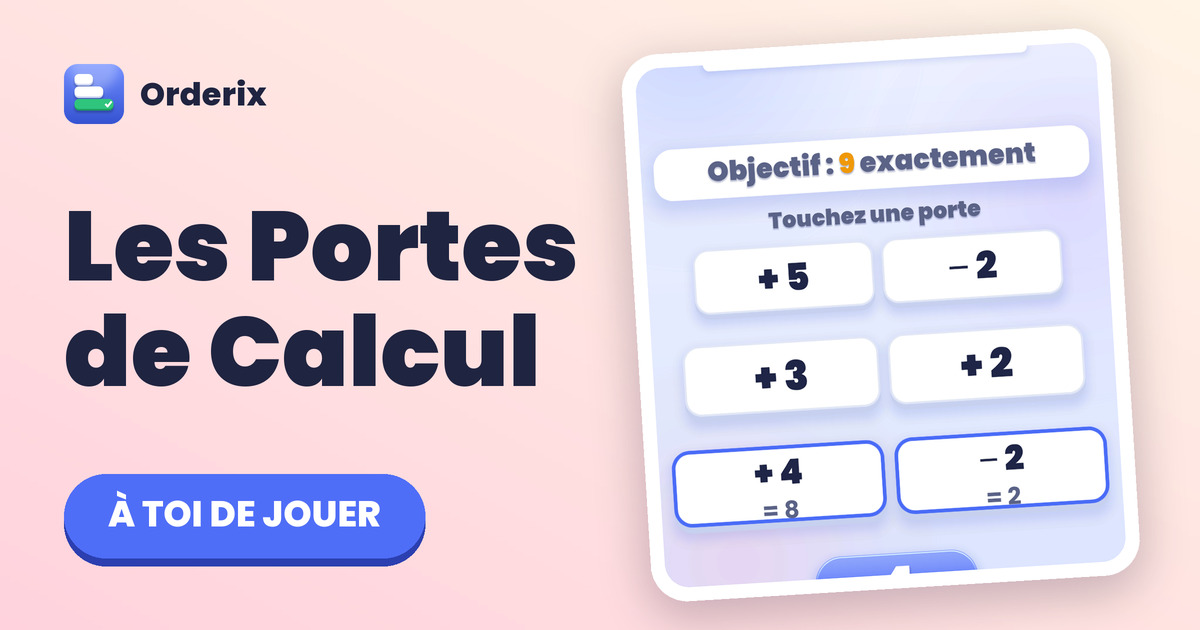 Orderix
Les Portes
de Calcul
À TOI DE JOUER
Objectif : 9 exactement
Touchez une porte
+ 5
− 2
+ 3
+ 2
+ 4
= 8
− 2
= 2